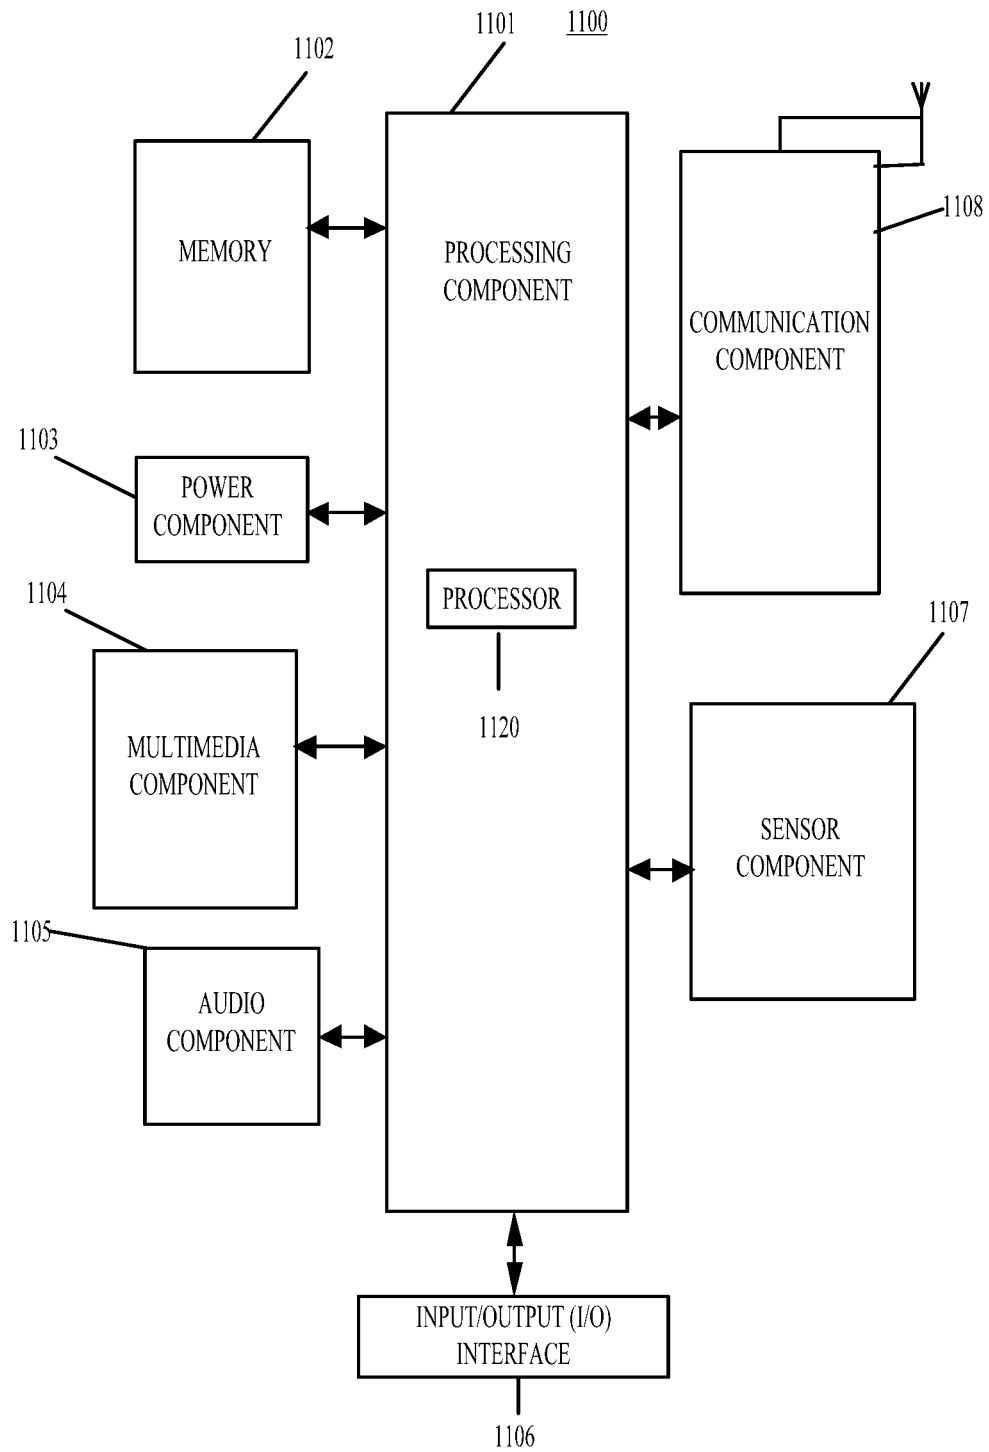 1101
1100
1102
1108
MEMORY
PROCESSING
COMPONENT
COMMUNICATION
COMPONENT
1103
POWER
COMPONENT
1104
PROCESSOR
1107
1120
MULTIMEDIA
COMPONENT
SENSOR
COMPONENT
1105
AUDIO
COMPONENT
INPUT/OUTPUT (I/O)
INTERFACE
1106